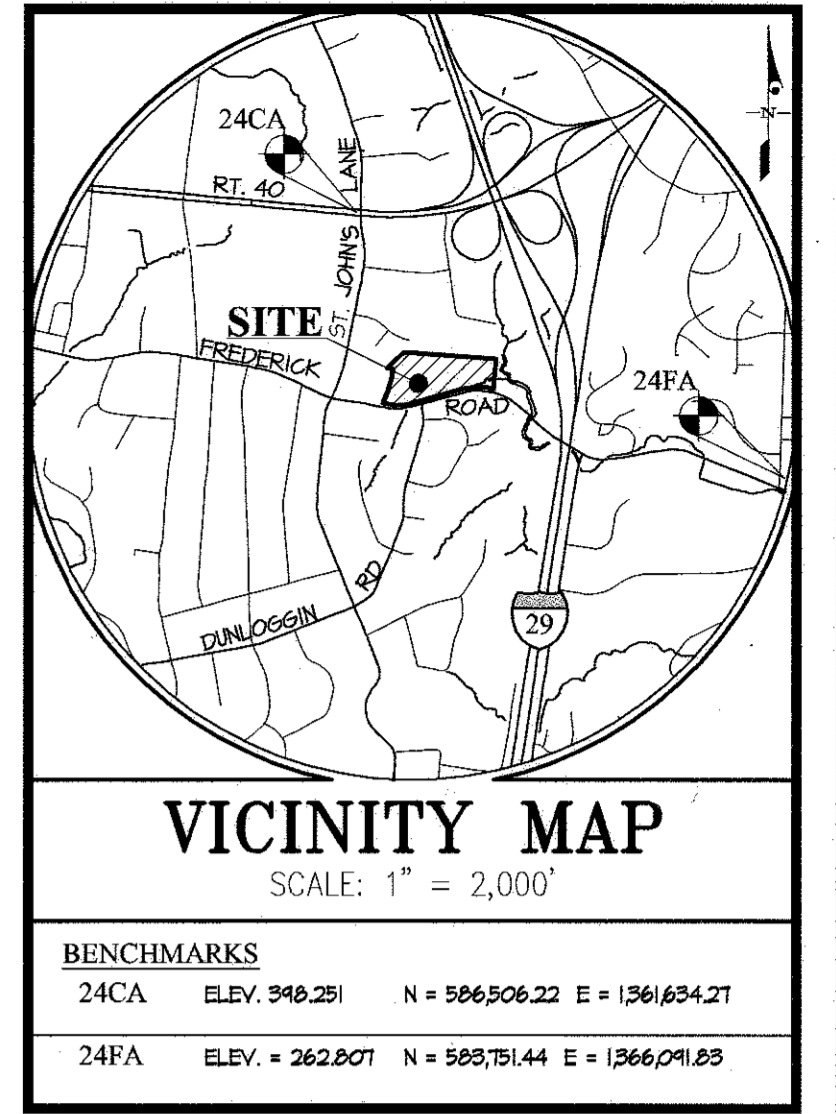 24CA
N
RT. 40
ST. JOHN'S LANE
SITE
FREDERICK
ROAD
24FA
DUNLOGGIN RD
29
VICINITY MAP
SCALE: 1" = 2,000'
BENCHMARKS
24CA ELEV. 398.251 N = 586,506.22 E = 1,361,634.27
24FA ELEV. = 262.807 N = 583,751.44 E = 1,366,091.83